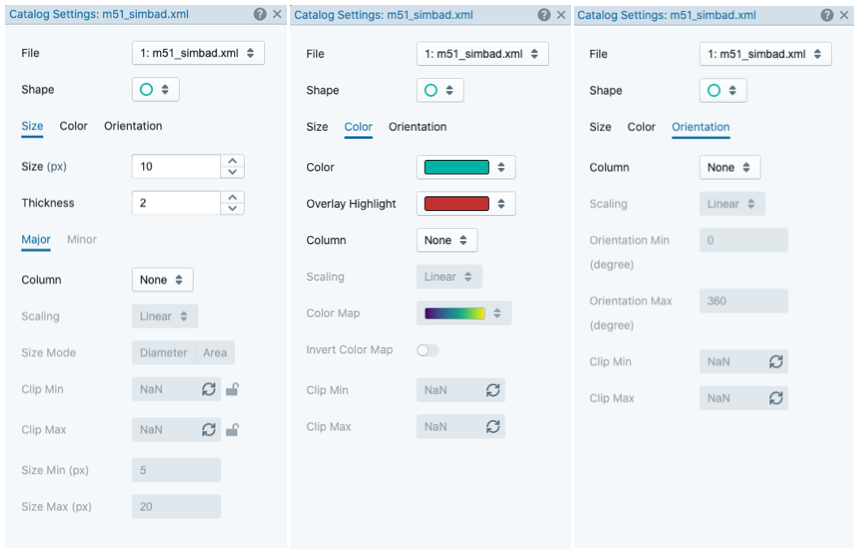 Catalog Settings: m51_simbad.xml
File 1: m51_simbad.xml
Shape
Size Color Orientation
Size (px) 10
Thickness 2
Major Minor
Column None
Scaling Linear
Size Mode Diameter Area
Clip Min NaN
Clip Max NaN
Size Min (px) 5
Size Max (px) 20
Catalog Settings: m51_simbad.xml
File 1: m51_simbad.xml
Shape
Size Color Orientation
Color
Overlay Highlight
Column None
Scaling Linear
Color Map
Invert Color Map
Clip Min NaN
Clip Max NaN
Catalog Settings: m51_simbad.xml
File 1: m51_simbad.xml
Shape
Size Color Orientation
Column None
Scaling Linear
Orientation Min 0
(degree)
Orientation Max 360
(degree)
Clip Min NaN
Clip Max NaN